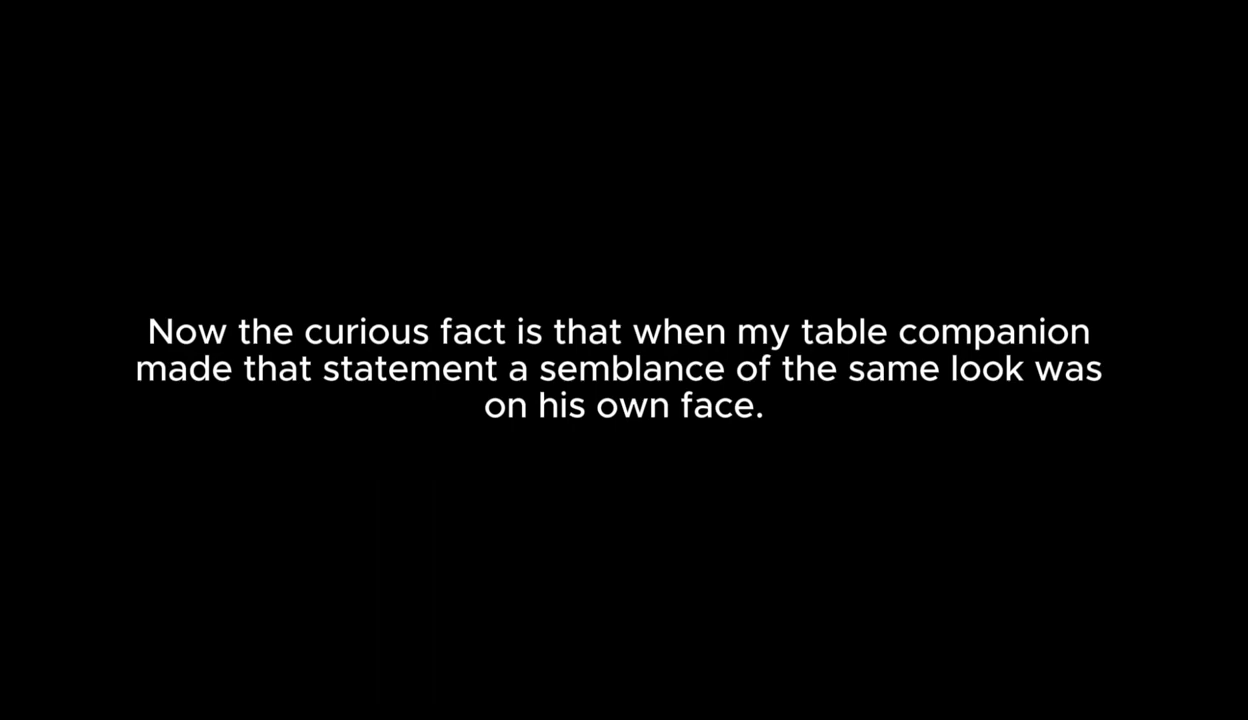 Now the curious fact is that when my table companion
made that statement a semblance of the same look was
on his own face.